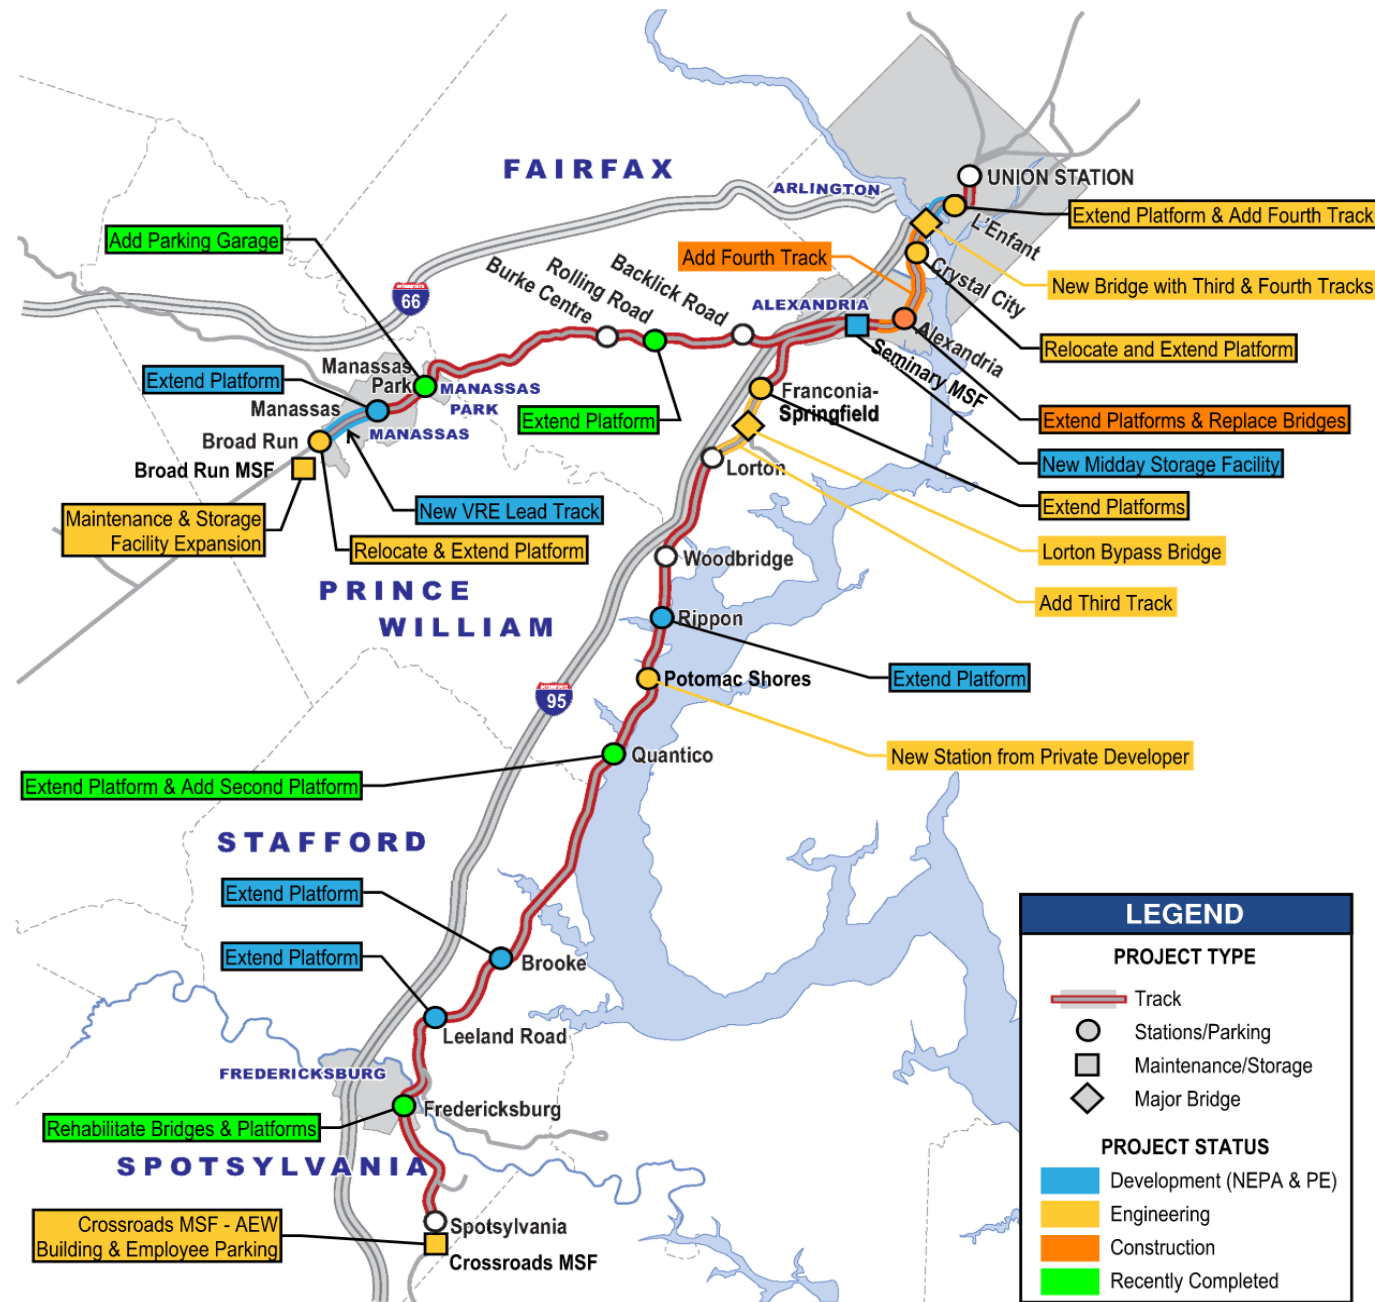 FAIRFAX
ARLINGTON
UNION STATION
Extend Platform & Add Fourth Track
L'Enfant
Add Parking Garage
Add Fourth Track
Crystal City
New Bridge with Third & Fourth Tracks
Backlick Road
Rolling Road
Burke Centre
INTERSTATE
66
ALEXANDRIA
Alexandria
Relocate and Extend Platform
Seminary MSF
Manassas
Park
MANASSAS
PARK
Extend Platform
Manassas
MANASSAS
Extend Platform
Franconia-
Springfield
Extend Platforms & Replace Bridges
Broad Run
Broad Run MSF
Lorton
New Midday Storage Facility
New VRE Lead Track
Extend Platforms
Maintenance & Storage
Facility Expansion
Relocate & Extend Platform
Lorton Bypass Bridge
Woodbridge
Add Third Track
PRINCE
WILLIAM
Rippon
Extend Platform
Potomac Shores
INTERSTATE
95
Quantico
New Station from Private Developer
Extend Platform & Add Second Platform
STAFFORD
Extend Platform
Extend Platform
Brooke
Leeland Road
FREDERICKSBURG
Fredericksburg
Rehabilitate Bridges & Platforms
SPOTSYLVANIA
Crossroads MSF - AEW
Building & Employee Parking
Spotsylvania
Crossroads MSF
LEGEND
PROJECT TYPE
Track
Stations/Parking
Maintenance/Storage
Major Bridge
PROJECT STATUS
Development (NEPA & PE)
Engineering
Construction
Recently Completed